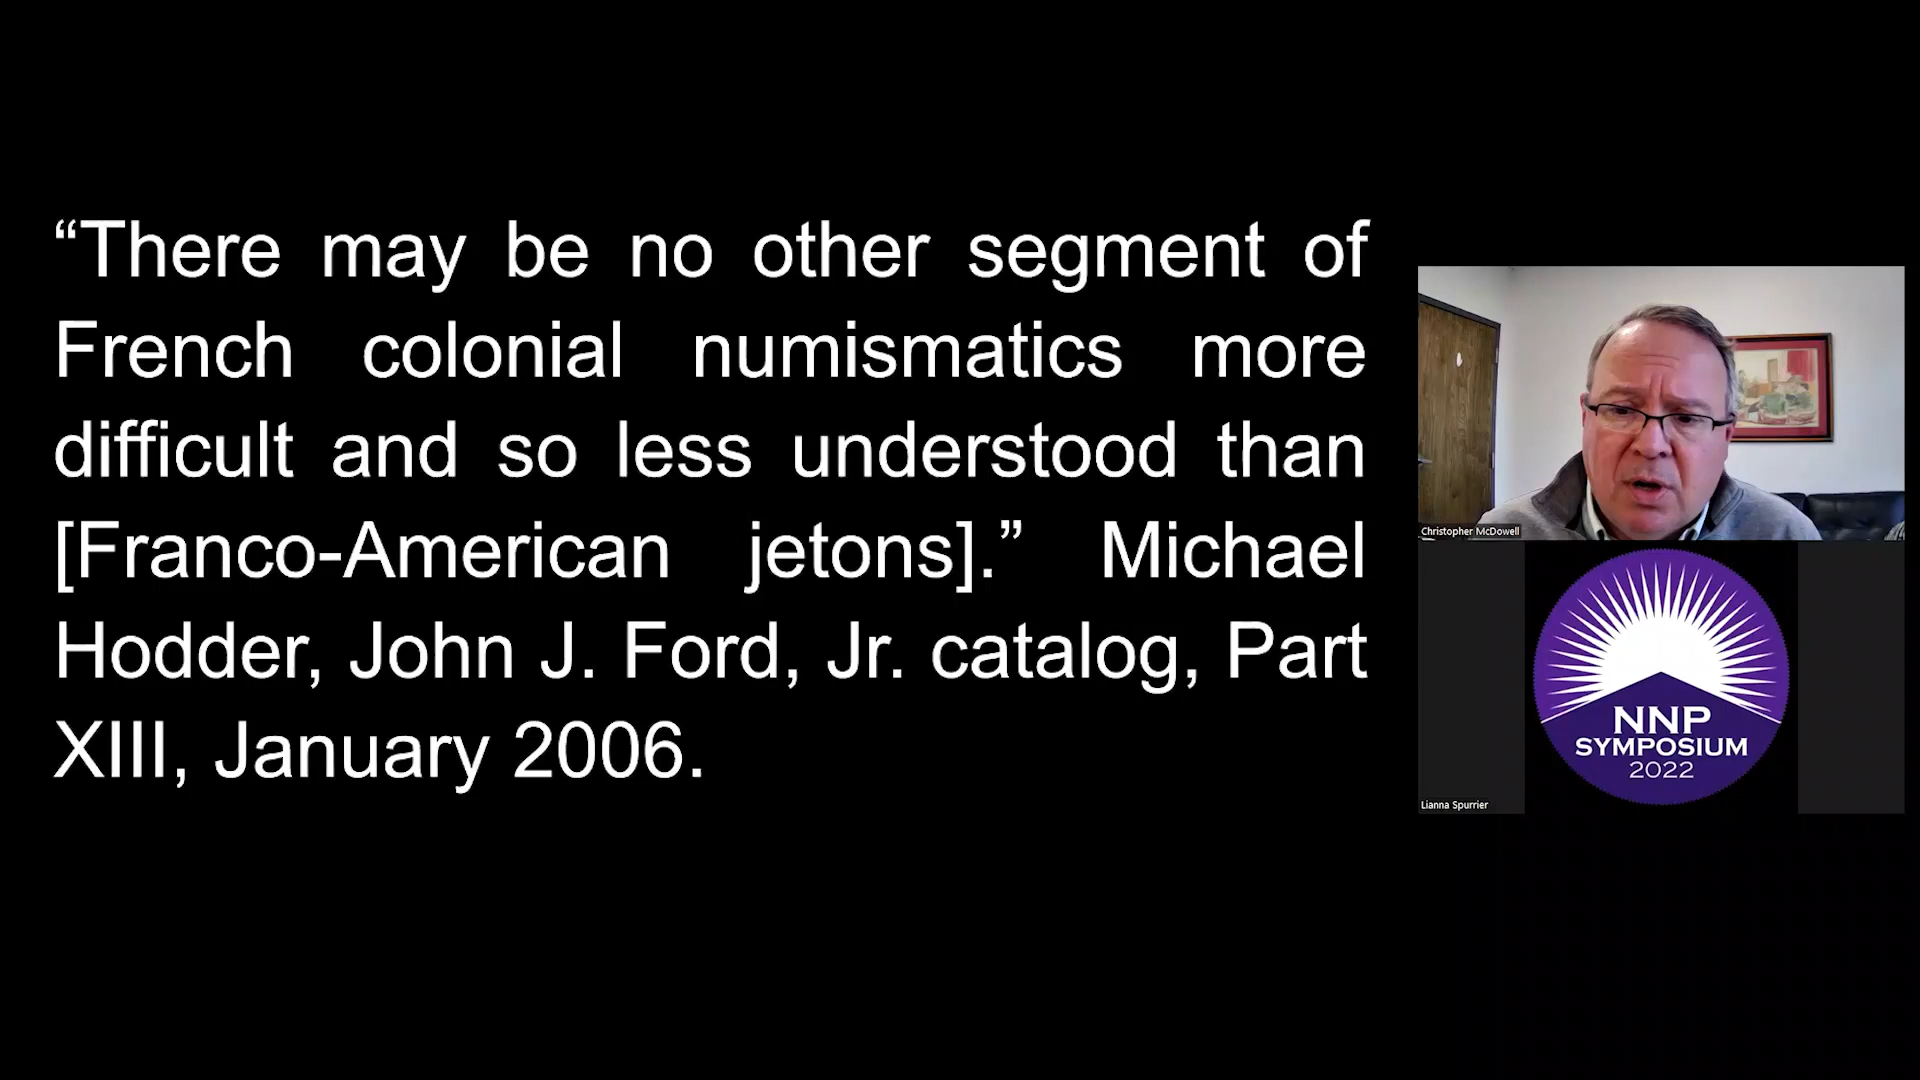 “There may be no other segment of
French colonial numismatics more
difficult and so less understood than
[Franco-American jetons].” Michael
Hodder, John J. Ford, Jr. catalog, Part
XIII, January 2006.
Christopher McDowell
NNP
SYMPOSIUM
2022
Lianna Spurrier